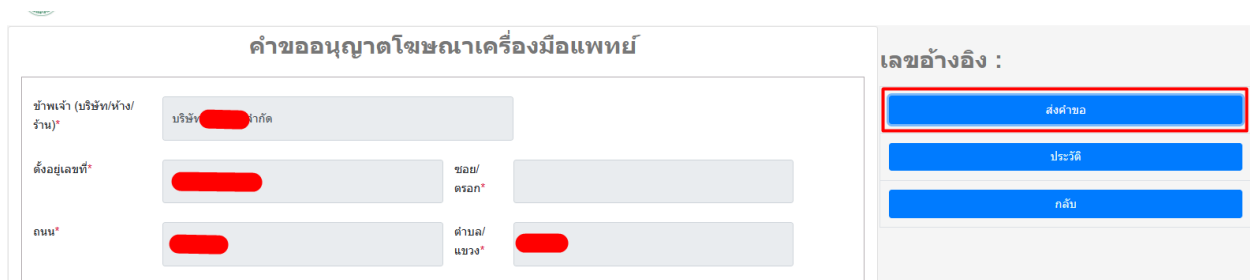 คำขออนุญาตโฆษณาเครื่องมือแพทย์
เลขอ้างอิง :
ข้าพเจ้า (บริษัท/ห้าง/
ร้าน)*
จำกัด
ส่งคำขอ
ประวัติ
กลับ
ตั้งอยู่เลขที่*
ซอย/
ตรอก*
ถนน*
ตำบล/
แขวง*